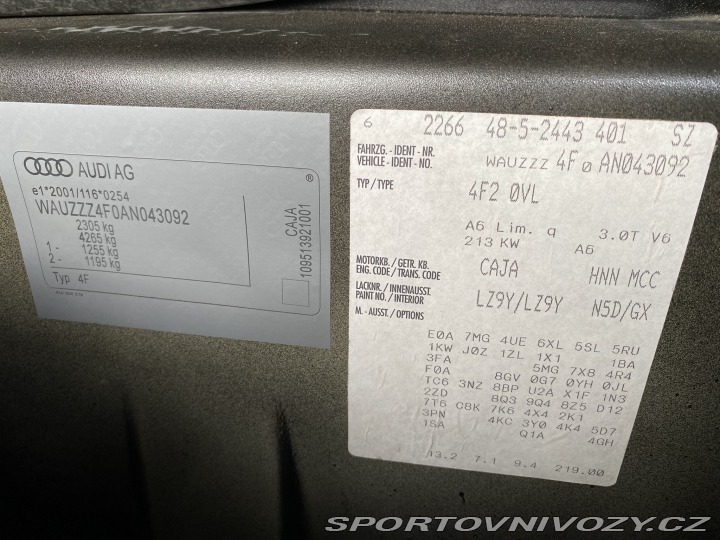 AUDI AG
®
e1*2001/116*0254
WAUZZZ4F0AN043092
2305 kg
4265 kg
1- 1255 kg
2- 1195 kg
Typ 4F
CAJA
109513921001
6 2266 48-5-2443 401 SZ
FAHRZG. - IDENT - NR.
VEHICLE - IDENT - NO. WAUZZZ 4F0 AN043092
TYP / TYPE 4F2 0VL
A6 Lim. q 3.0T V6
213 KW A6
MOTORKB. / GETR. KB.
ENG. CODE / TRANS. CODE CAJA HNN MCC
LACKNR. / INNENAUSST.
PAINT NO. / INTERIOR LZ9Y/LZ9Y N5D/GX
M. - AUSST. / OPTIONS
E0A 7MG 4UE 6XL 5SL 5RU
1KW J0Z 1ZL 1X1 1BA
3FA 5MG 7X8 4R4
F0A 8GV 0G7 0YH 0JL
TC6 3NZ 8BP U2A X1F 1N3
2ZD 8Q3 9Q4 8Z5 D12
7T6 C8K 7K6 4X4 2K1
3PN 4KC 3Y0 4K4 5D7
1SA Q1A 4GH
13.2 7.1 9.4 219.00
SPORTOVNIVOZY.CZ